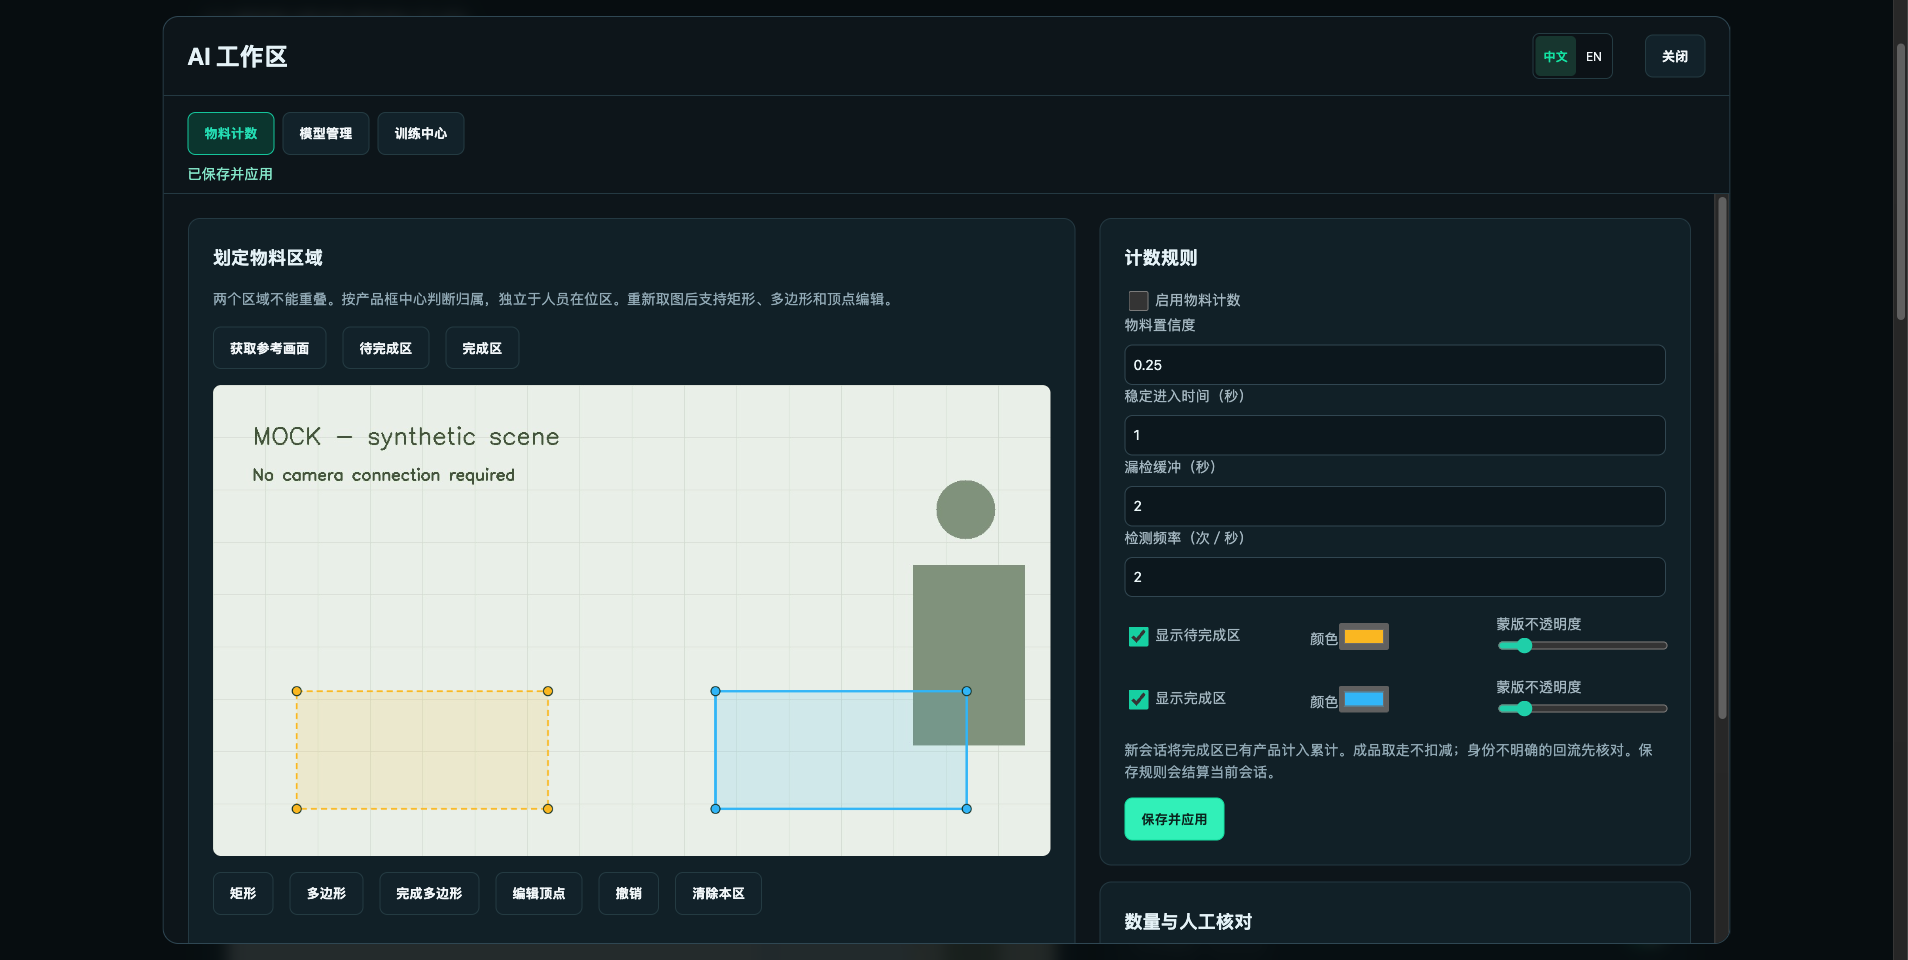 AI 工作区
中文
EN
关闭
物料计数
模型管理
训练中心
已保存并应用
划定物料区域
两个区域不能重叠。按产品框中心判断归属，独立于人员在位区。重新取图后支持矩形、多边形和顶点编辑。
获取参考画面
待完成区
完成区
MOCK – synthetic scene
No camera connection required
矩形
多边形
完成多边形
编辑顶点
撤销
清除本区
计数规则
启用物料计数
物料置信度
0.25
稳定进入时间（秒）
1
漏检缓冲（秒）
2
检测频率（次 / 秒）
2
显示待完成区
颜色
蒙版不透明度
显示完成区
颜色
蒙版不透明度
新会话将完成区已有产品计入累计。成品取走不扣减；身份不明确的回流先核对。保
存规则会结算当前会话。
保存并应用
数量与人工核对